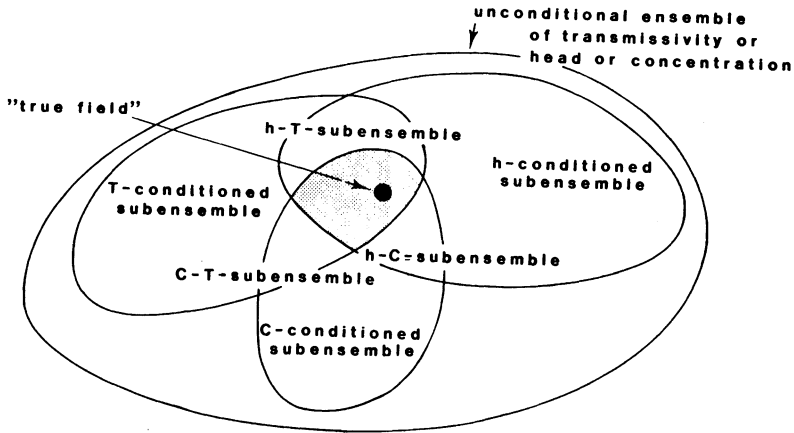 unconditional ensemble
of transmissivity or
head or concentration
"true field"
h-T-subensemble
h-conditioned
subensemble
T-conditioned
subensemble
h-C-subensemble
C-T-subensemble
C-conditioned
subensemble